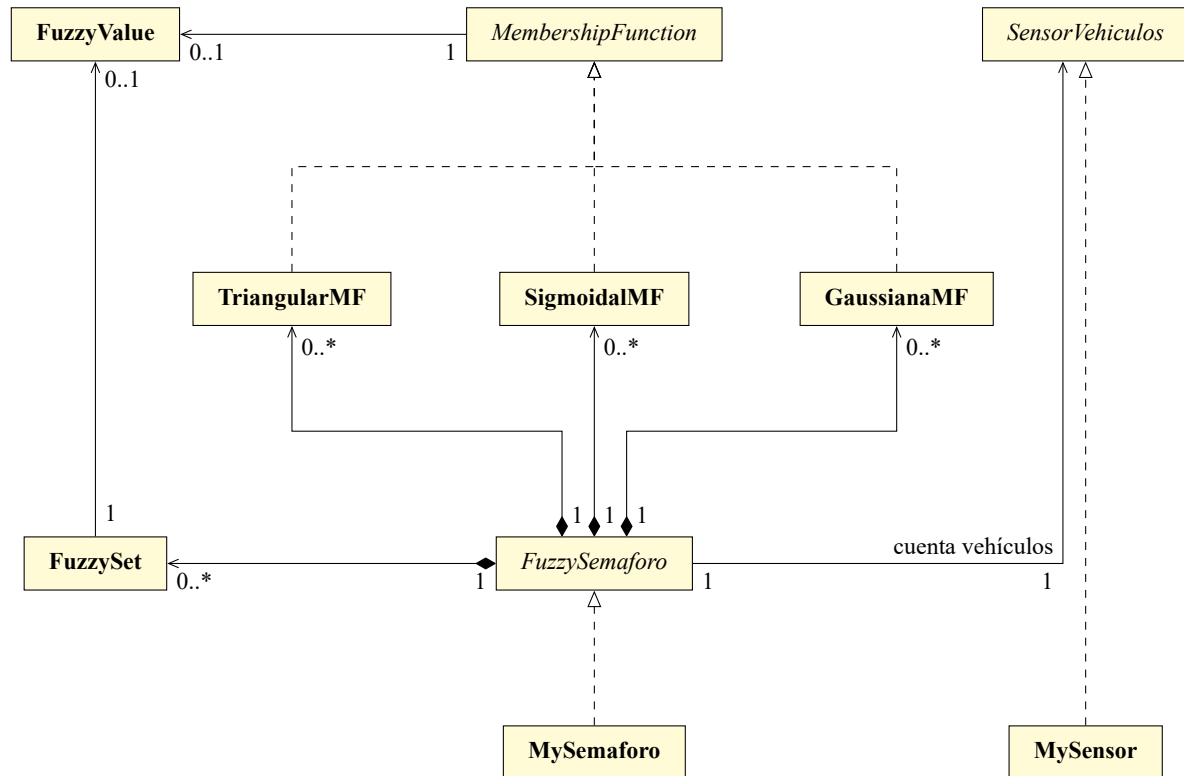 FuzzyValue
MembershipFunction
SensorVehiculos
0..1
1
0..1
TriangularMF
SigmoidalMF
GaussianaMF
0..*
0..*
0..*
1
1
1
1
FuzzySet
FuzzySemaforo
cuenta vehículos
0..*
1
1
1
MySemaforo
MySensor